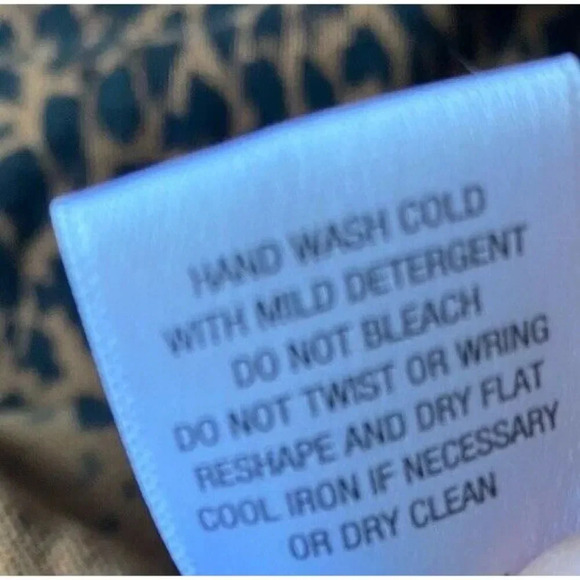 HAND WASH COLD
WITH MILD DETERGENT
DO NOT BLEACH
DO NOT TWIST OR WRING
RESHAPE AND DRY FLAT
COOL IRON IF NECESSARY
OR DRY CLEAN